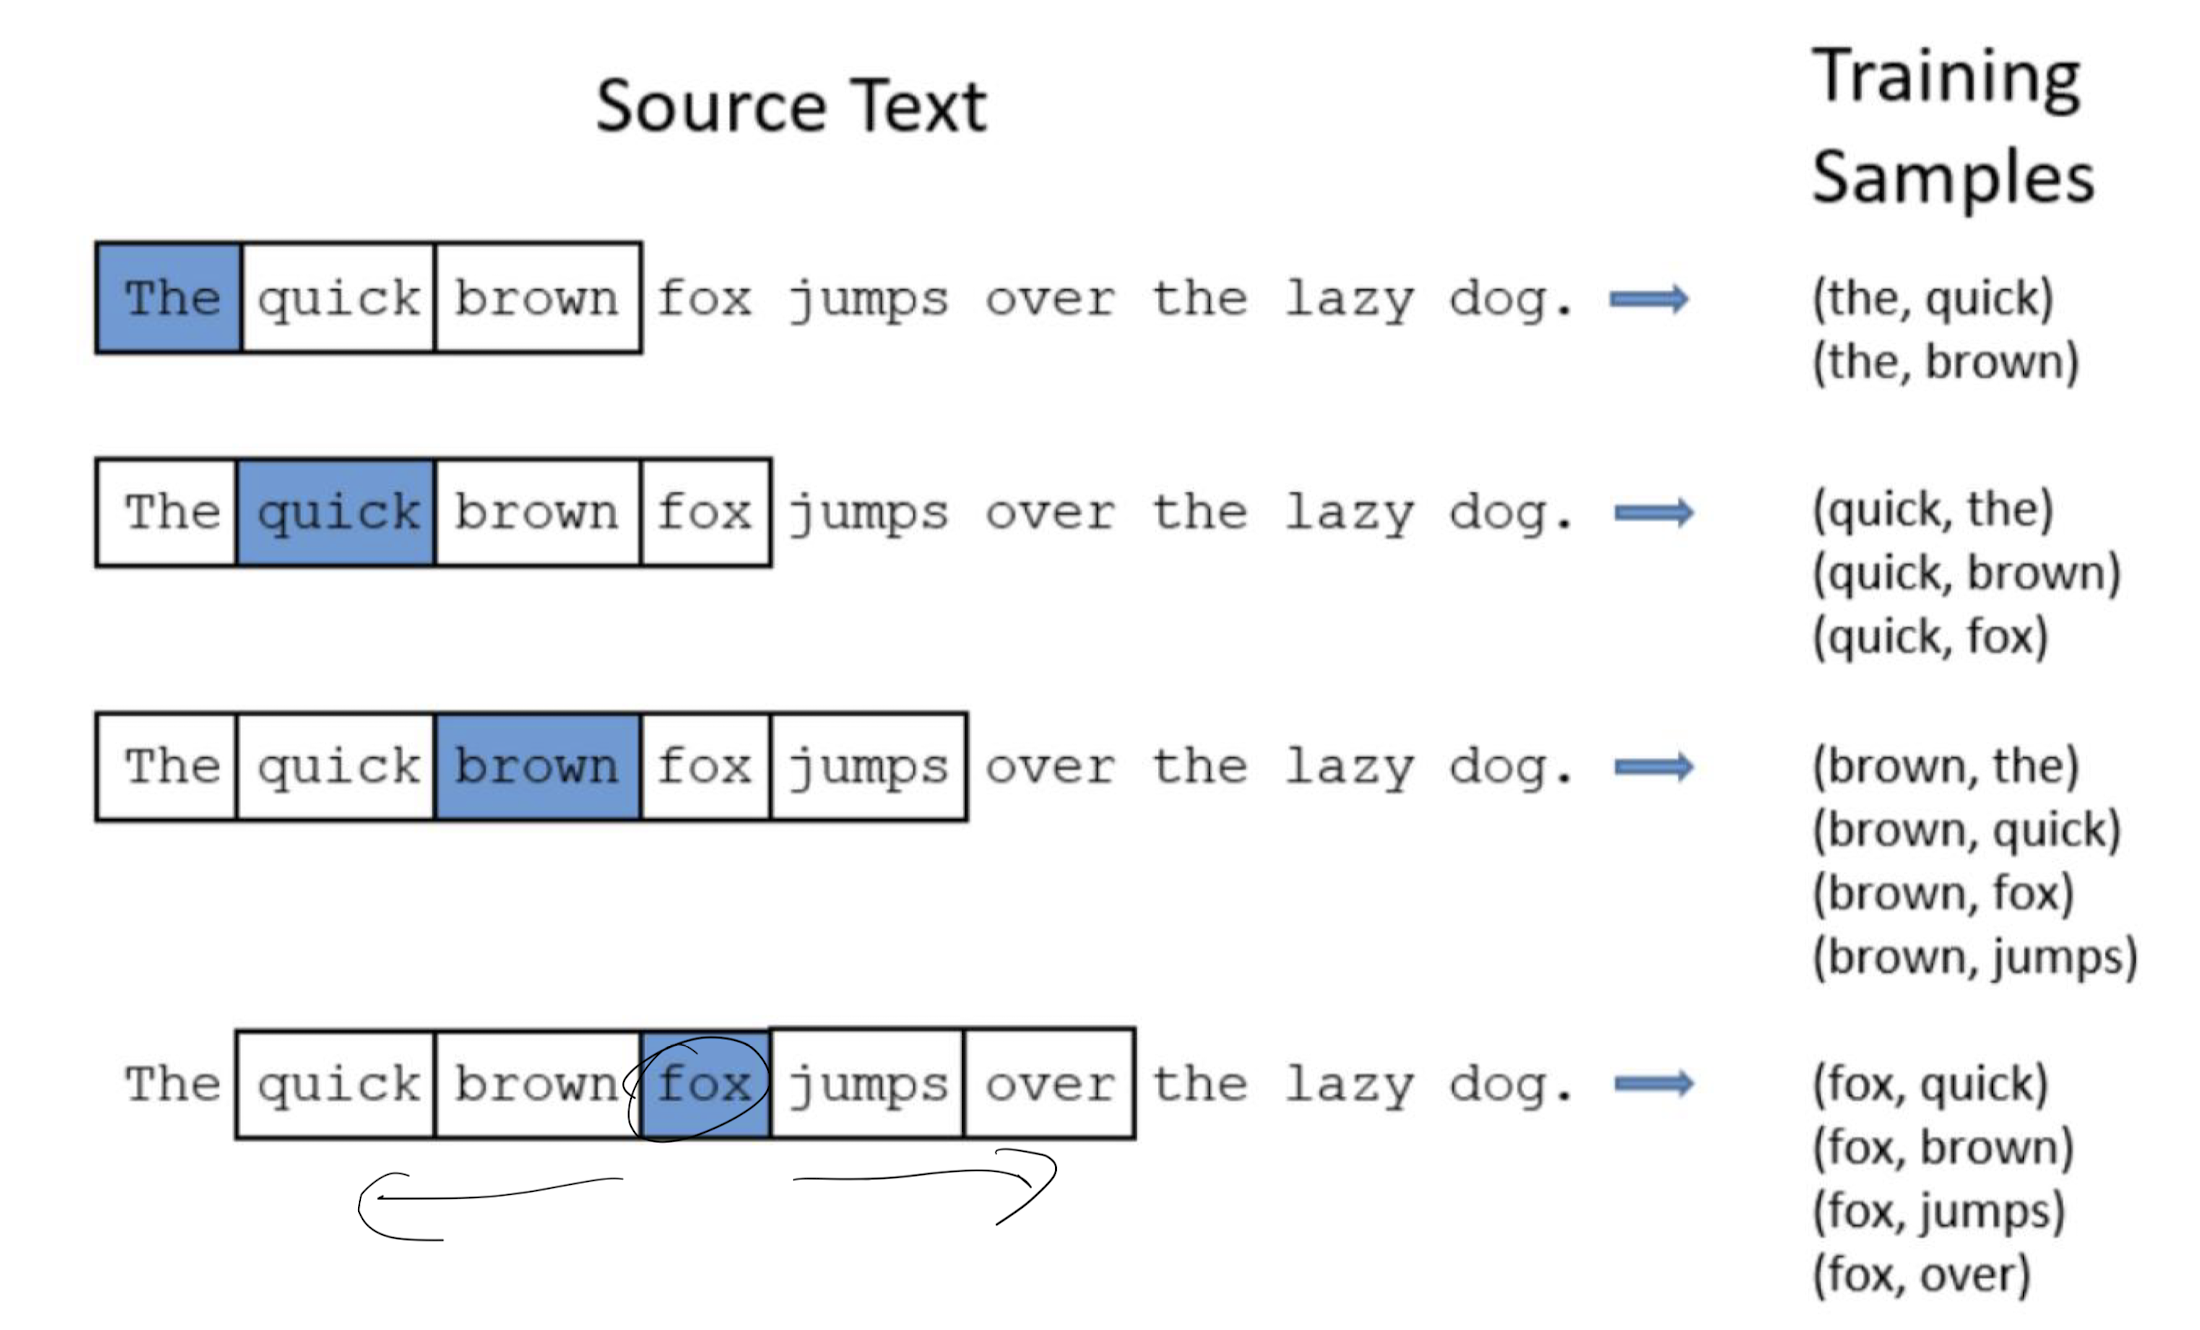 Source Text
Training
Samples
The quick brown fox jumps over the lazy dog.
(the, quick)
(the, brown)
The quick brown fox jumps over the lazy dog.
(quick, the)
(quick, brown)
(quick, fox)
The quick brown fox jumps over the lazy dog.
(brown, the)
(brown, quick)
(brown, fox)
(brown, jumps)
The quick brown fox jumps over the lazy dog.
(fox, quick)
(fox, brown)
(fox, jumps)
(fox, over)